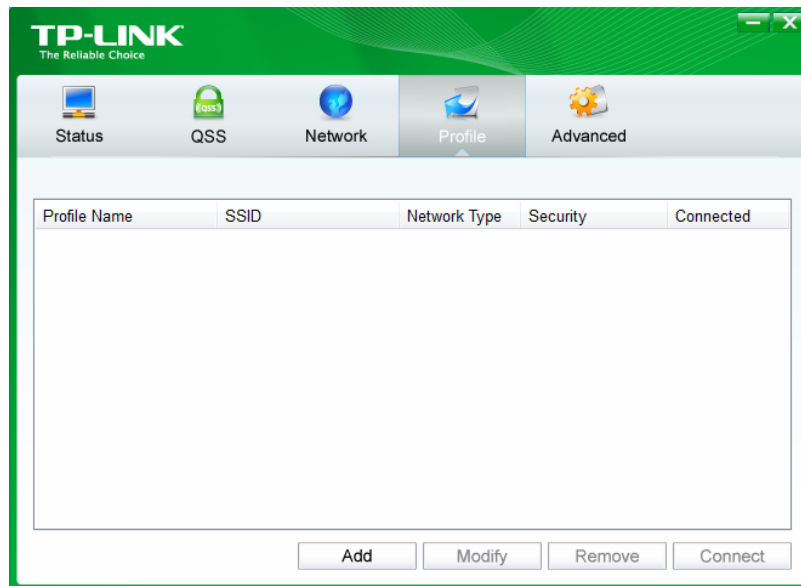 TP-LINK
The Reliable Choice
Status QSS Network Profile Advanced
Profile Name SSID Network Type Security Connected
Add Modify Remove Connect